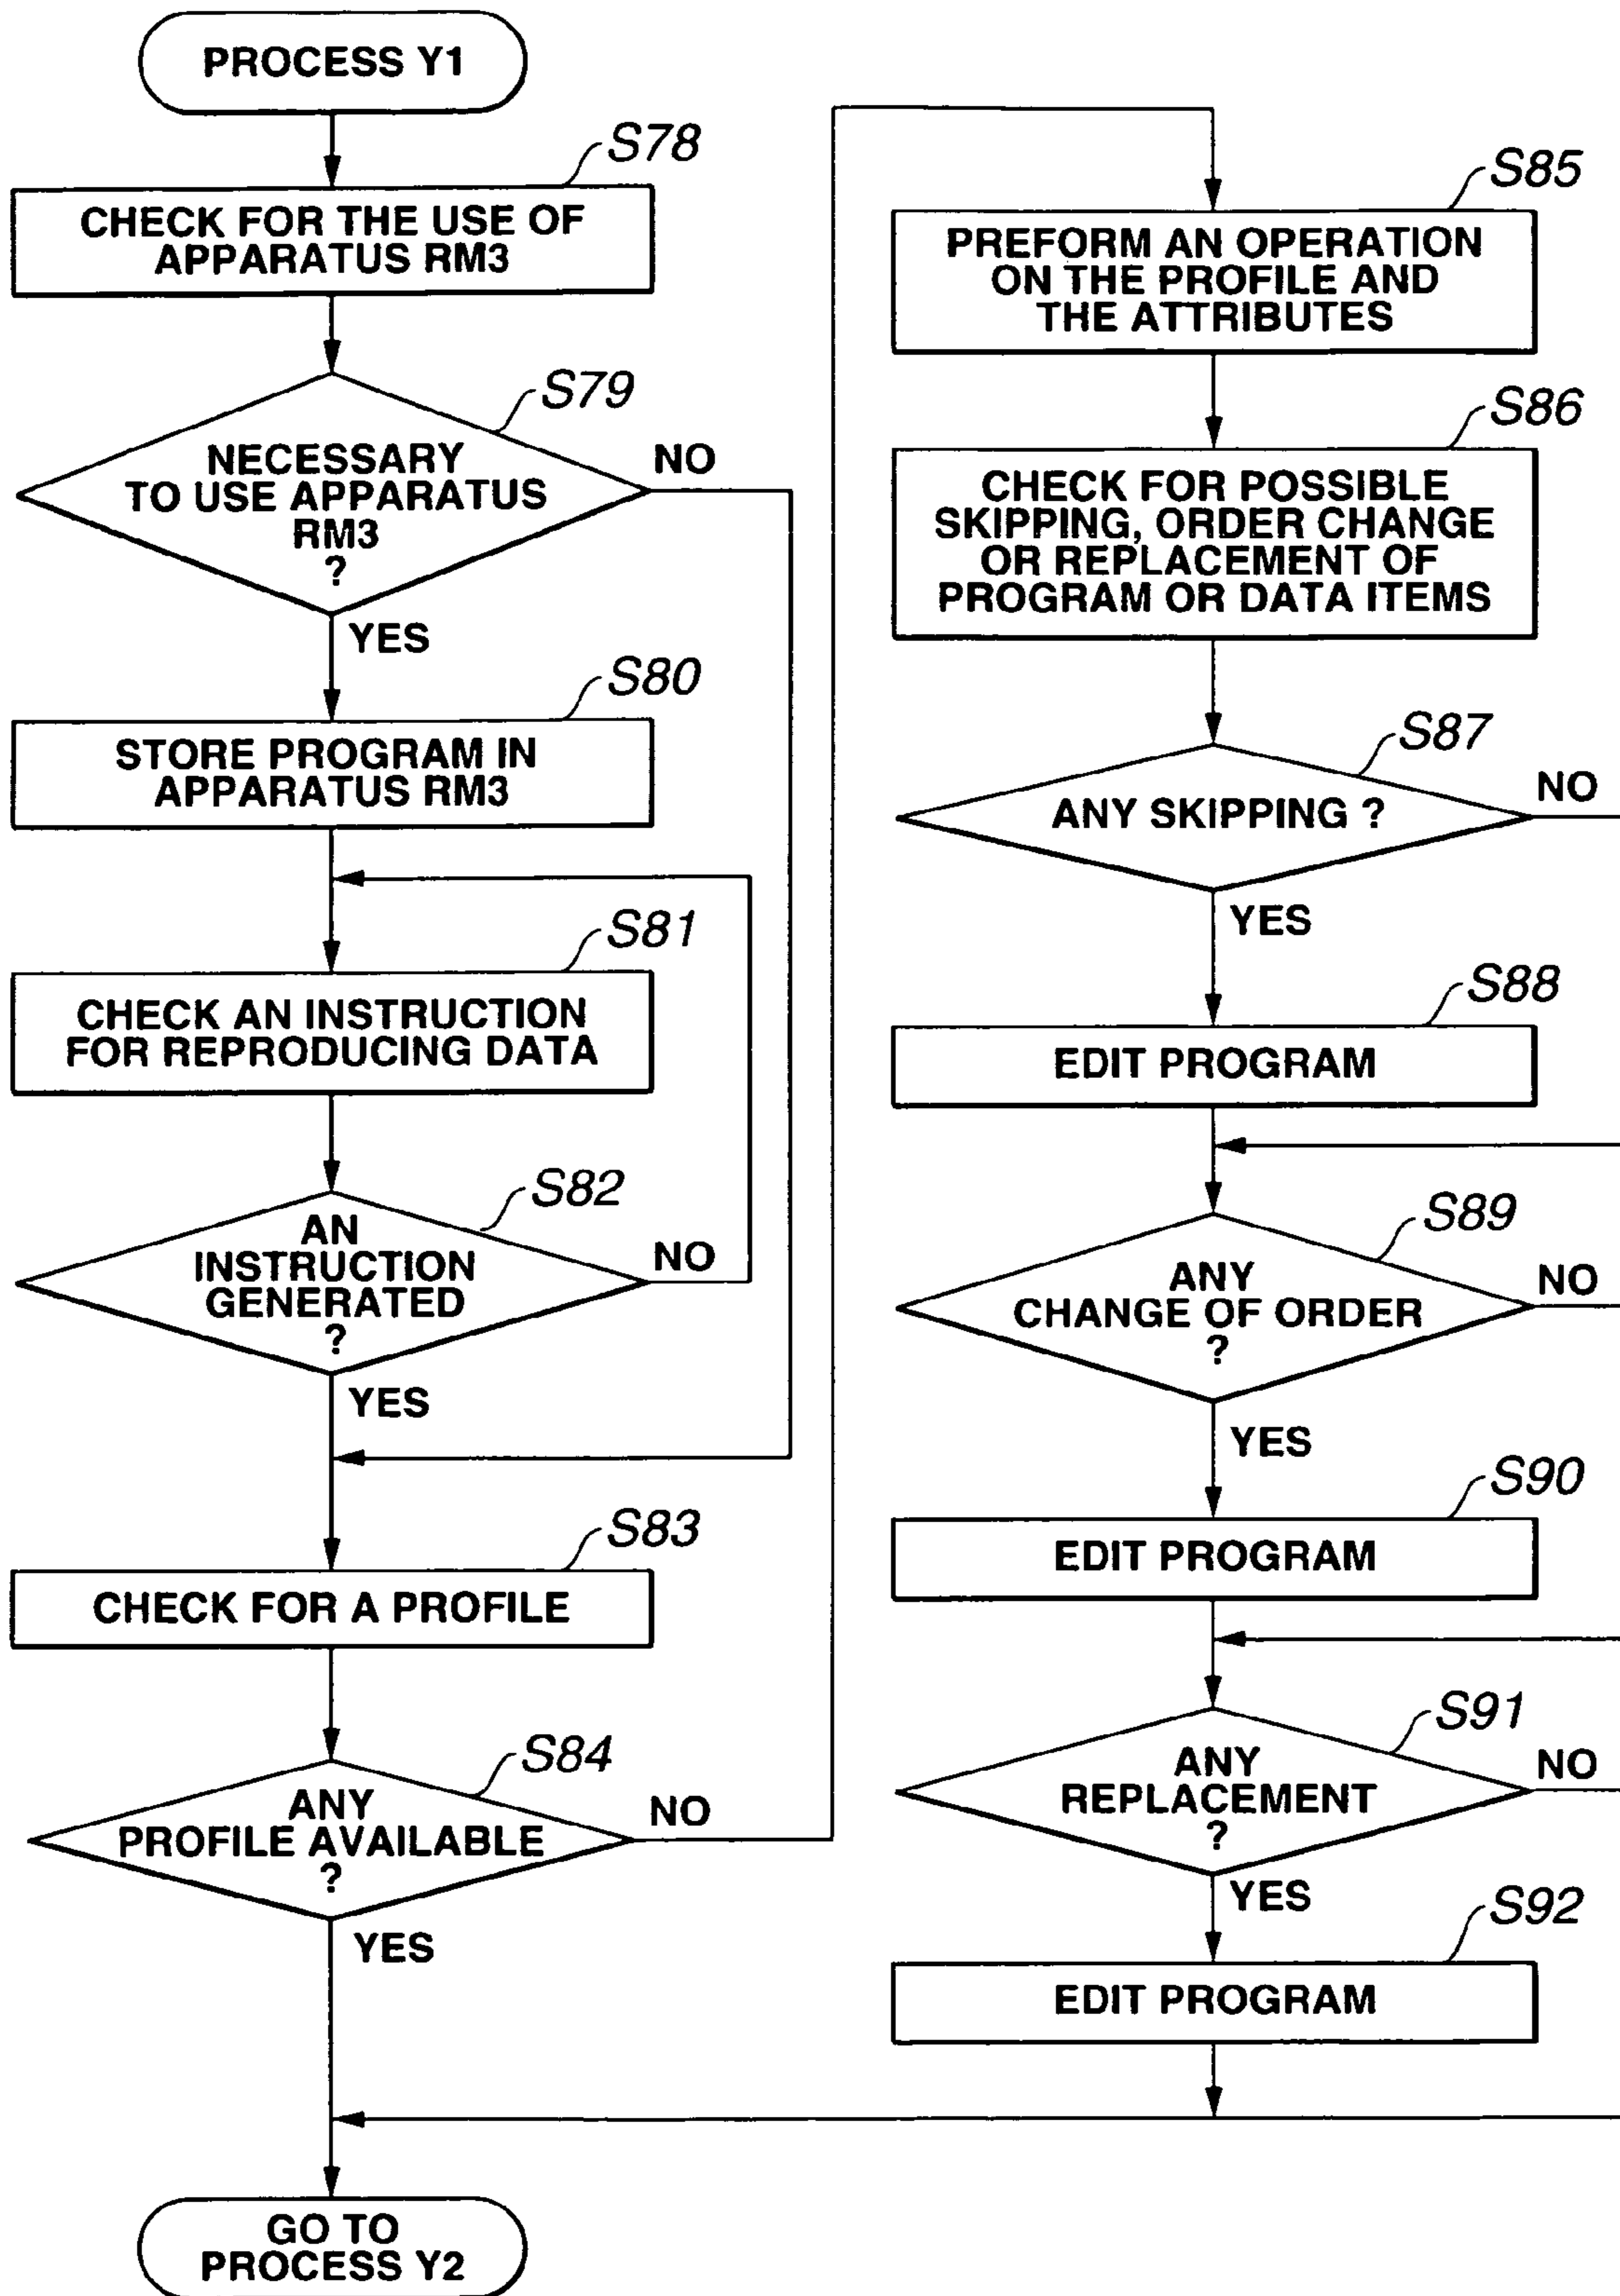 PROCESS Y1
S78
CHECK FOR THE USE OF
APPARATUS RM3
S79
NECESSARY
TO USE APPARATUS
RM3
?
NO
YES
S80
STORE PROGRAM IN
APPARATUS RM3
S81
CHECK AN INSTRUCTION
FOR REPRODUCING DATA
S82
AN
INSTRUCTION
GENERATED
?
NO
YES
S83
CHECK FOR A PROFILE
S84
ANY
PROFILE AVAILABLE
?
NO
YES
GO TO
PROCESS Y2
S85
PREFORM AN OPERATION
ON THE PROFILE AND
THE ATTRIBUTES
S86
CHECK FOR POSSIBLE
SKIPPING, ORDER CHANGE
OR REPLACEMENT OF
PROGRAM OR DATA ITEMS
S87
ANY SKIPPING ?
NO
YES
S88
EDIT PROGRAM
S89
ANY
CHANGE OF ORDER
?
NO
YES
S90
EDIT PROGRAM
S91
ANY
REPLACEMENT
?
NO
YES
S92
EDIT PROGRAM